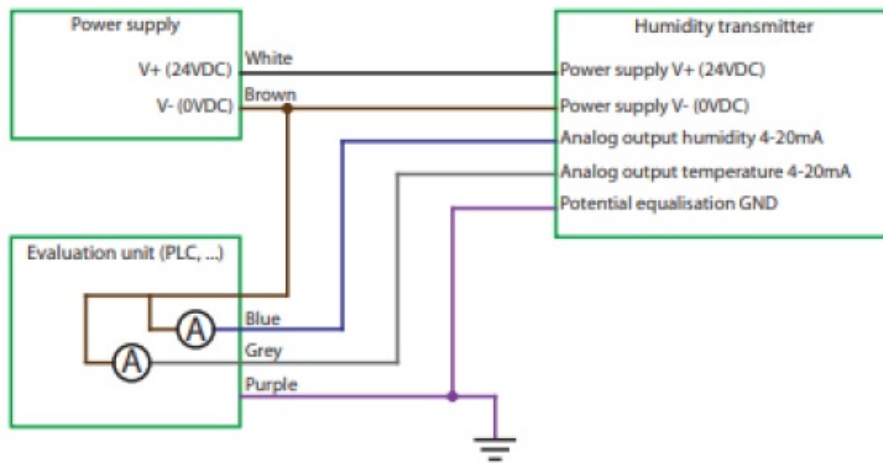 Power supply
V+ (24VDC)
V- (0VDC)
White
Brown
Humidity transmitter
Power supply V+ (24VDC)
Power supply V- (0VDC)
Analog output humidity 4-20mA
Analog output temperature 4-20mA
Potential equalisation GND
Evaluation unit (PLC, ...)
A
A
Blue
Grey
Purple